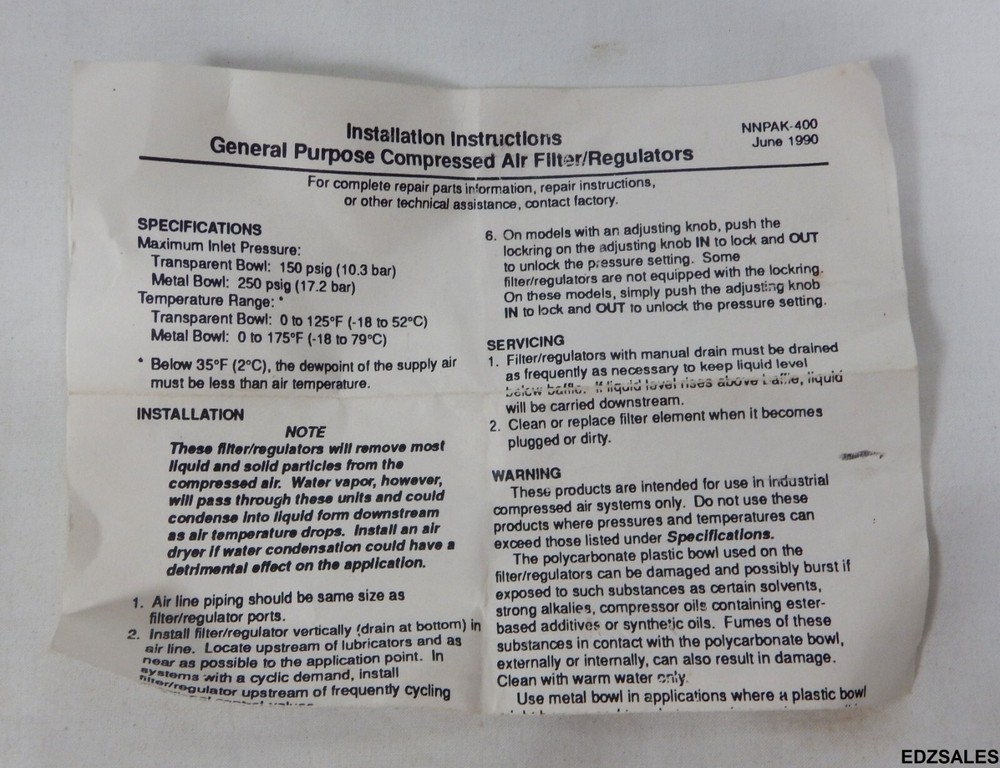 Installation Instructions
General Purpose Compressed Air Filter/Regulators
NNPAK-400
June 1990
For complete repair parts information, repair instructions,
or other technical assistance, contact factory.
SPECIFICATIONS
Maximum Inlet Pressure:
Transparent Bowl: 150 psig (10.3 bar)
Metal Bowl: 250 psig (17.2 bar)
Temperature Range: *
Transparent Bowl: 0 to 125°F (-18 to 52°C)
Metal Bowl: 0 to 175°F (-18 to 79°C)
* Below 35°F (2°C), the dewpoint of the supply air
must be less than air temperature.
INSTALLATION
NOTE
These filter/regulators will remove most
liquid and solid particles from the
compressed air. Water vapor, however,
will pass through these units and could
condense into liquid form downstream
as air temperature drops. Install an air
dryer if water condensation could have a
detrimental effect on the application.
1. Air line piping should be same size as
filter/regulator ports.
2. Install filter/regulator vertically (drain at bottom) in
air line. Locate upstream of lubricators and as
near as possible to the application point. In
systems with a cyclic demand, install
filter/regulator upstream of frequently cycling
control valves.
6. On models with an adjusting knob, push the
lockring on the adjusting knob IN to lock and OUT
to unlock the pressure setting. Some
filter/regulators are not equipped with the lockring.
On these models, simply push the adjusting knob
IN to lock and OUT to unlock the pressure setting.
SERVICING
1. Filter/regulators with manual drain must be drained
as frequently as necessary to keep liquid level
below baffle. If liquid level rises above baffle, liquid
will be carried downstream.
2. Clean or replace filter element when it becomes
plugged or dirty.
WARNING
These products are intended for use in industrial
compressed air systems only. Do not use these
products where pressures and temperatures can
exceed those listed under Specifications.
The polycarbonate plastic bowl used on the
filter/regulators can be damaged and possibly burst if
exposed to such substances as certain solvents,
strong alkalies, compressor oils containing ester-
based additives or synthetic oils. Fumes of these
substances in contact with the polycarbonate bowl,
externally or internally, can also result in damage.
Clean with warm water only.
Use metal bowl in applications where a plastic bowl
EDZSALES